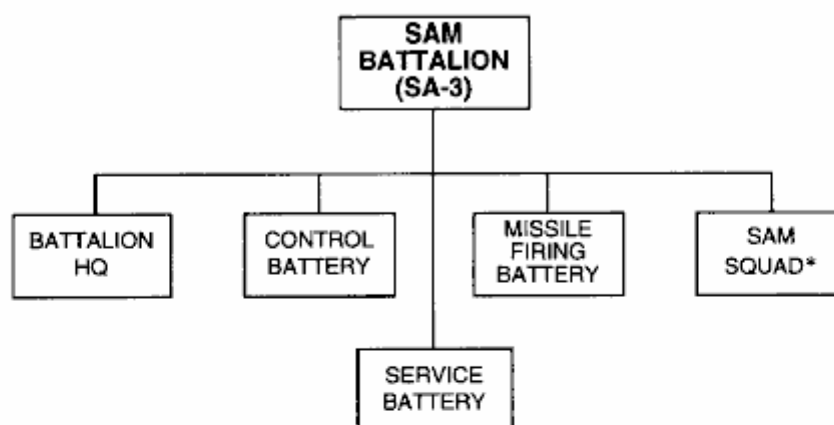 SAM
BATTALION
(SA-3)
BATTALION
HQ
CONTROL
BATTERY
MISSILE
FIRING
BATTERY
SAM
SQUAD*
SERVICE
BATTERY